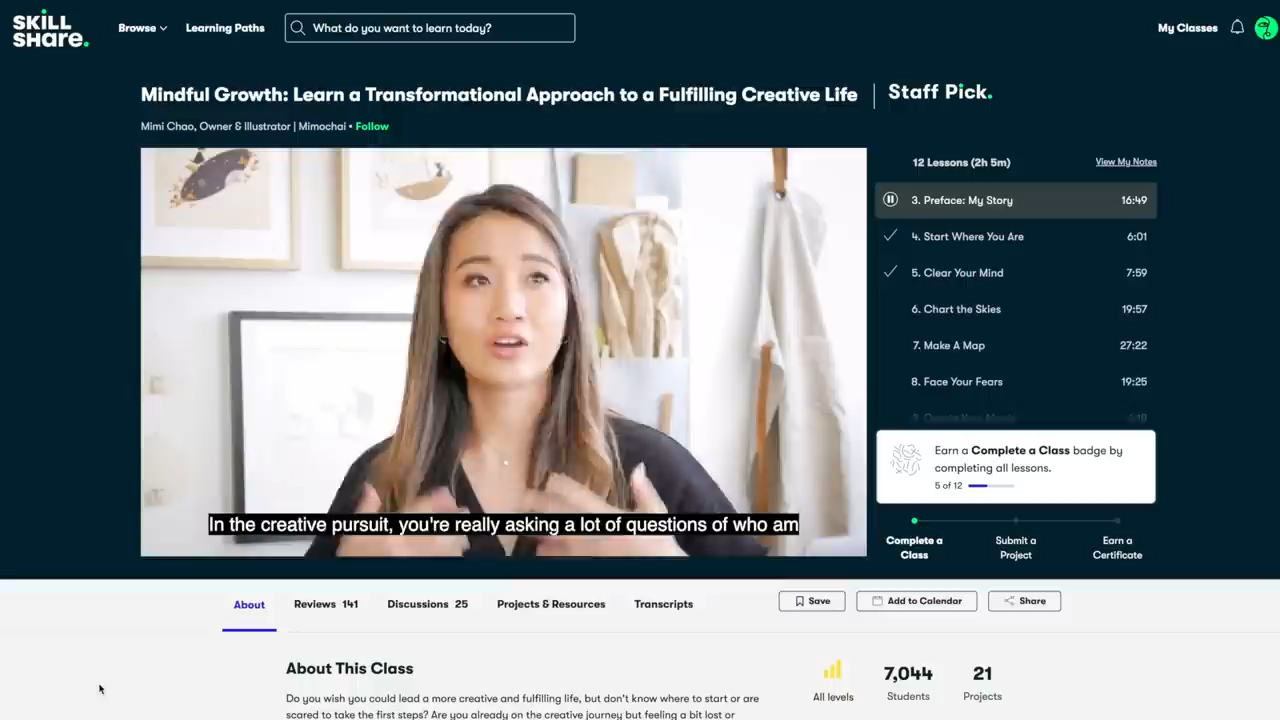 SKILL
SHare.
Browse
Learning Paths
What do you want to learn today?
My Classes
Mindful Growth: Learn a Transformational Approach to a Fulfilling Creative Life
Staff Pick.
Mimi Chao, Owner & Illustrator | Mimochai • Follow
12 Lessons (2h 5m)
View My Notes
3. Preface: My Story 16:49
4. Start Where You Are 6:01
5. Clear Your Mind 7:59
6. Chart the Skies 19:57
7. Make A Map 27:22
8. Face Your Fears 19:25
Earn a Complete a Class badge by
completing all lessons.
5 of 12
In the creative pursuit, you're really asking a lot of questions of who am
Complete a
Class
Submit a
Project
Earn a
Certificate
About
Reviews 141
Discussions 25
Projects & Resources
Transcripts
Save
Add to Calendar
Share
About This Class
Do you wish you could lead a more creative and fulfilling life, but don't know where to start or are
scared to take the first steps? Are you already on the creative journey but feeling a bit lost or
All levels
7,044
Students
21
Projects